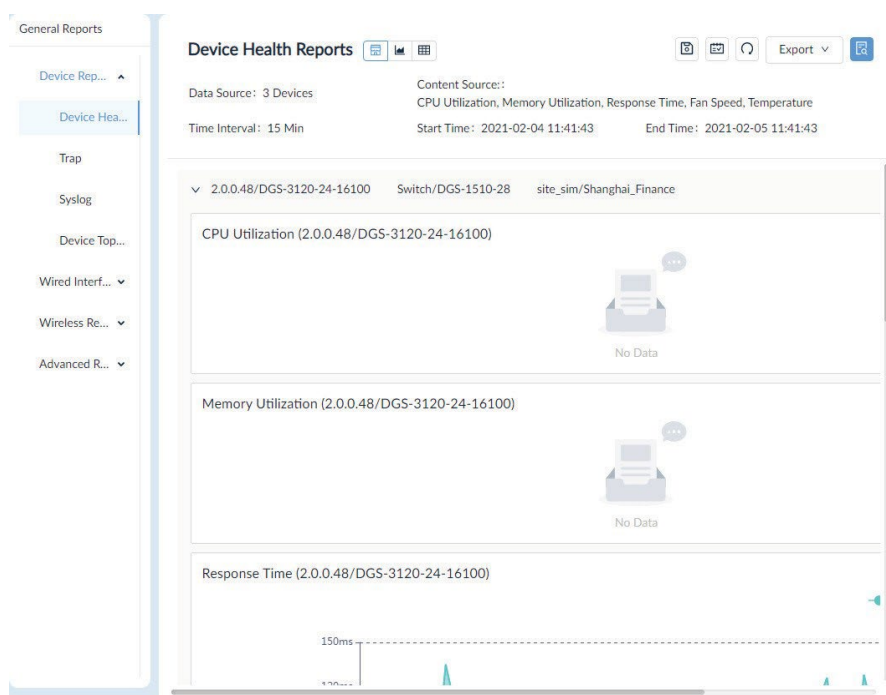 General Reports
Device Rep...
Device Hea...
Trap
Syslog
Device Top...
Wired Interf...
Wireless Re...
Advanced R...
Device Health Reports
Export
Data Source: 3 Devices
Content Source::
CPU Utilization, Memory Utilization, Response Time, Fan Speed, Temperature
Time Interval: 15 Min
Start Time: 2021-02-04 11:41:43
End Time: 2021-02-05 11:41:43
2.0.0.48/DGS-3120-24-16100 Switch/DGS-1510-28 site_sim/Shanghai_Finance
CPU Utilization (2.0.0.48/DGS-3120-24-16100)
No Data
Memory Utilization (2.0.0.48/DGS-3120-24-16100)
No Data
Response Time (2.0.0.48/DGS-3120-24-16100)
150ms